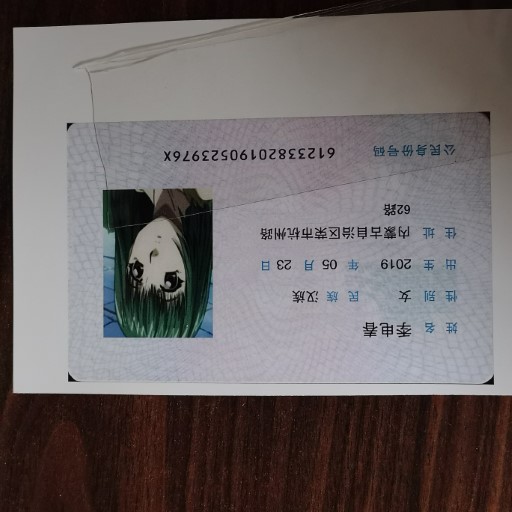 姓名 季电春
性别 女 民族 汉族
出生 2019 年 05 月 23 日
住址 内蒙古自治区荣市杭州路
62路
公民身份号码 61233820190523976X